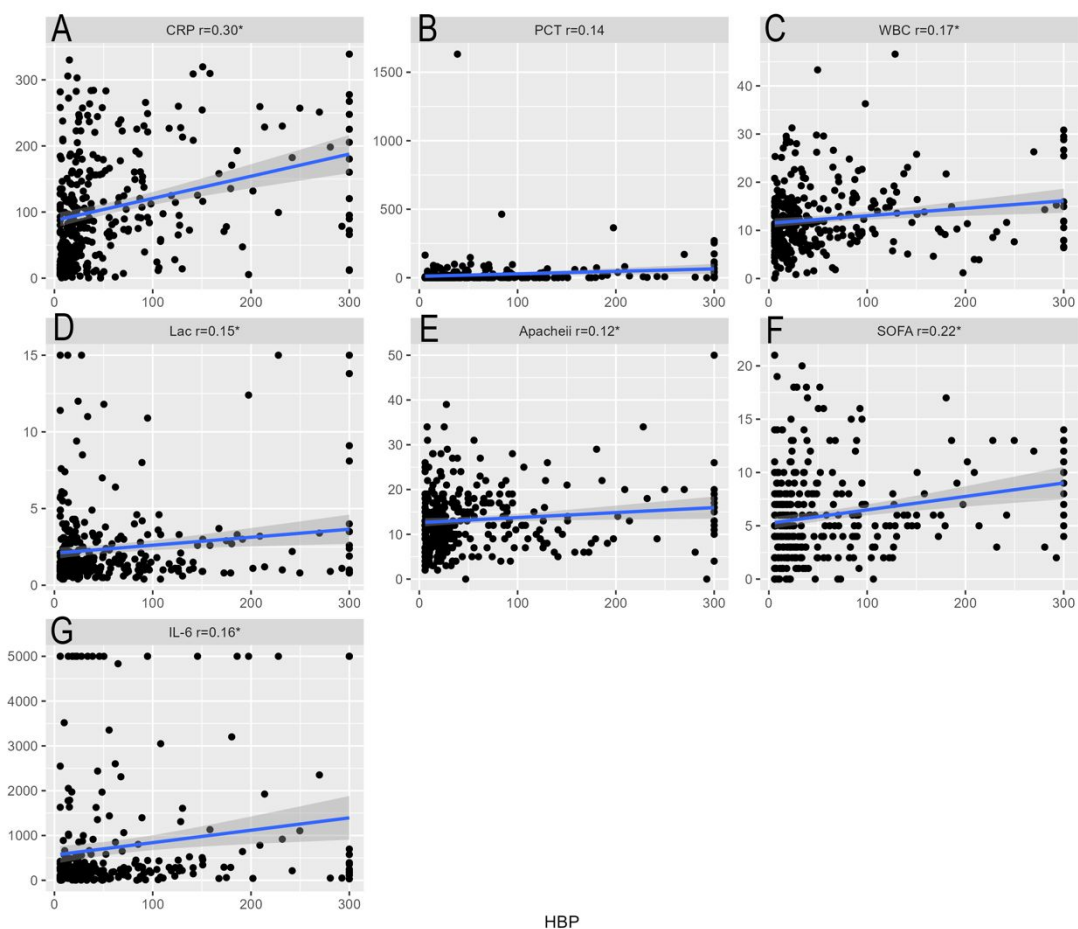 A
CRP r=0.30*
300
200
100
0
0 100 200 300
B
PCT r=0.14
1500
1000
500
0
0 100 200 300
C
WBC r=0.17*
40
30
20
10
0
0 100 200 300
D
Lac r=0.15*
15
10
5
0
0 100 200 300
E
Apacheii r=0.12*
50
40
30
20
10
0
0 100 200 300
F
SOFA r=0.22*
20
15
10
5
0
0 100 200 300
G
IL-6 r=0.16*
5000
4000
3000
2000
1000
0
0 100 200 300
HBP